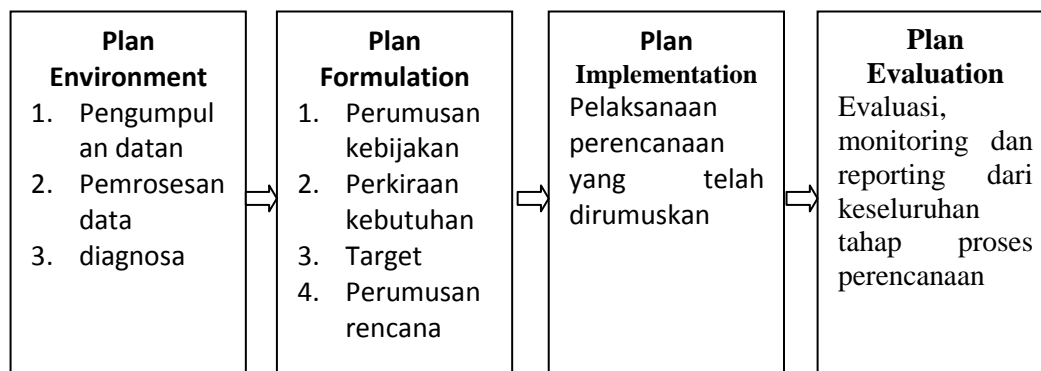 Plan
Environment
1. Pengumpul
an datan
2. Pemrosesan
data
3. diagnosa
Plan
Formulation
1. Perumusan
kebijakan
2. Perkiraan
kebutuhan
3. Target
4. Perumusan
rencana
Plan
Implementation
Pelaksanaan
perencanaan
yang telah
dirumuskan
Plan
Evaluation
Evaluasi,
monitoring dan
reporting dari
keseluruhan
tahap proses
perencanaan